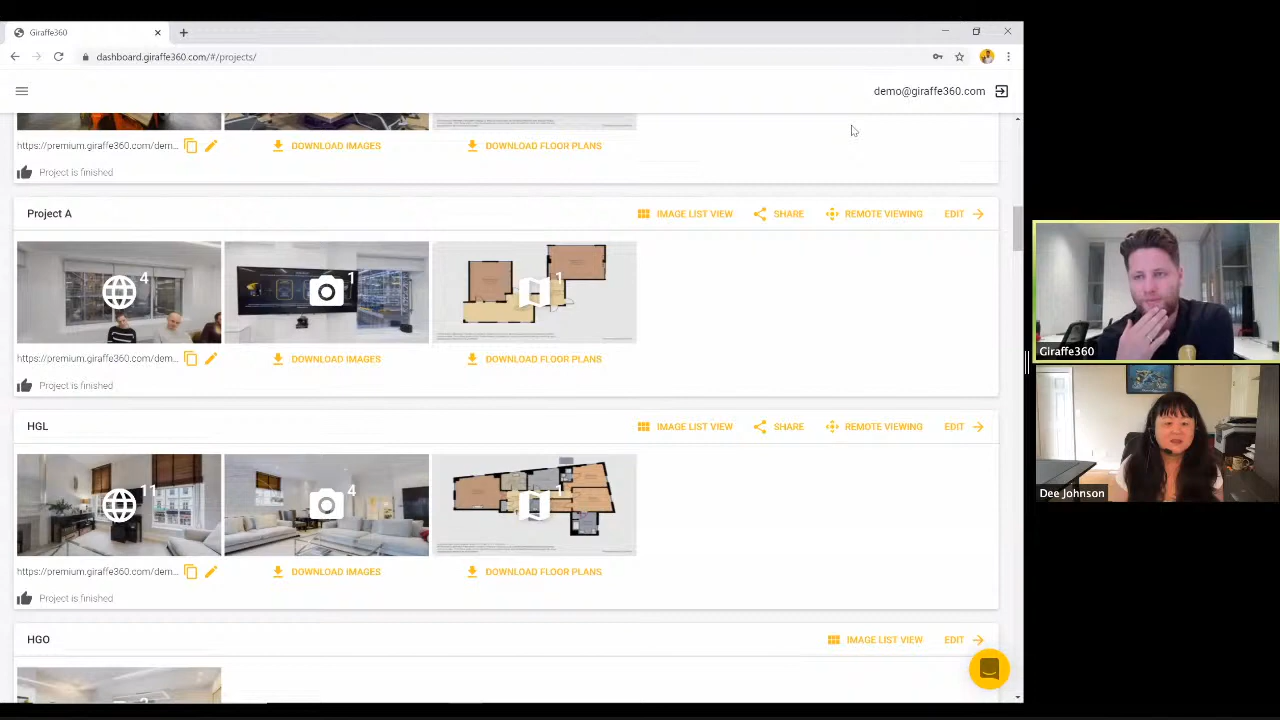 Giraffe360
dashboard.giraffe360.com/#/projects/
demo@giraffe360.com
https://premium.giraffe360.com/dem... DOWNLOAD IMAGES DOWNLOAD FLOOR PLANS
Project is finished
Project A IMAGE LIST VIEW SHARE REMOTE VIEWING EDIT
4 1 1
https://premium.giraffe360.com/dem... DOWNLOAD IMAGES DOWNLOAD FLOOR PLANS
Project is finished
HGL IMAGE LIST VIEW SHARE REMOTE VIEWING EDIT
11 4 1
https://premium.giraffe360.com/dem... DOWNLOAD IMAGES DOWNLOAD FLOOR PLANS
Project is finished
HGO IMAGE LIST VIEW EDIT
Giraffe360
Dee Johnson